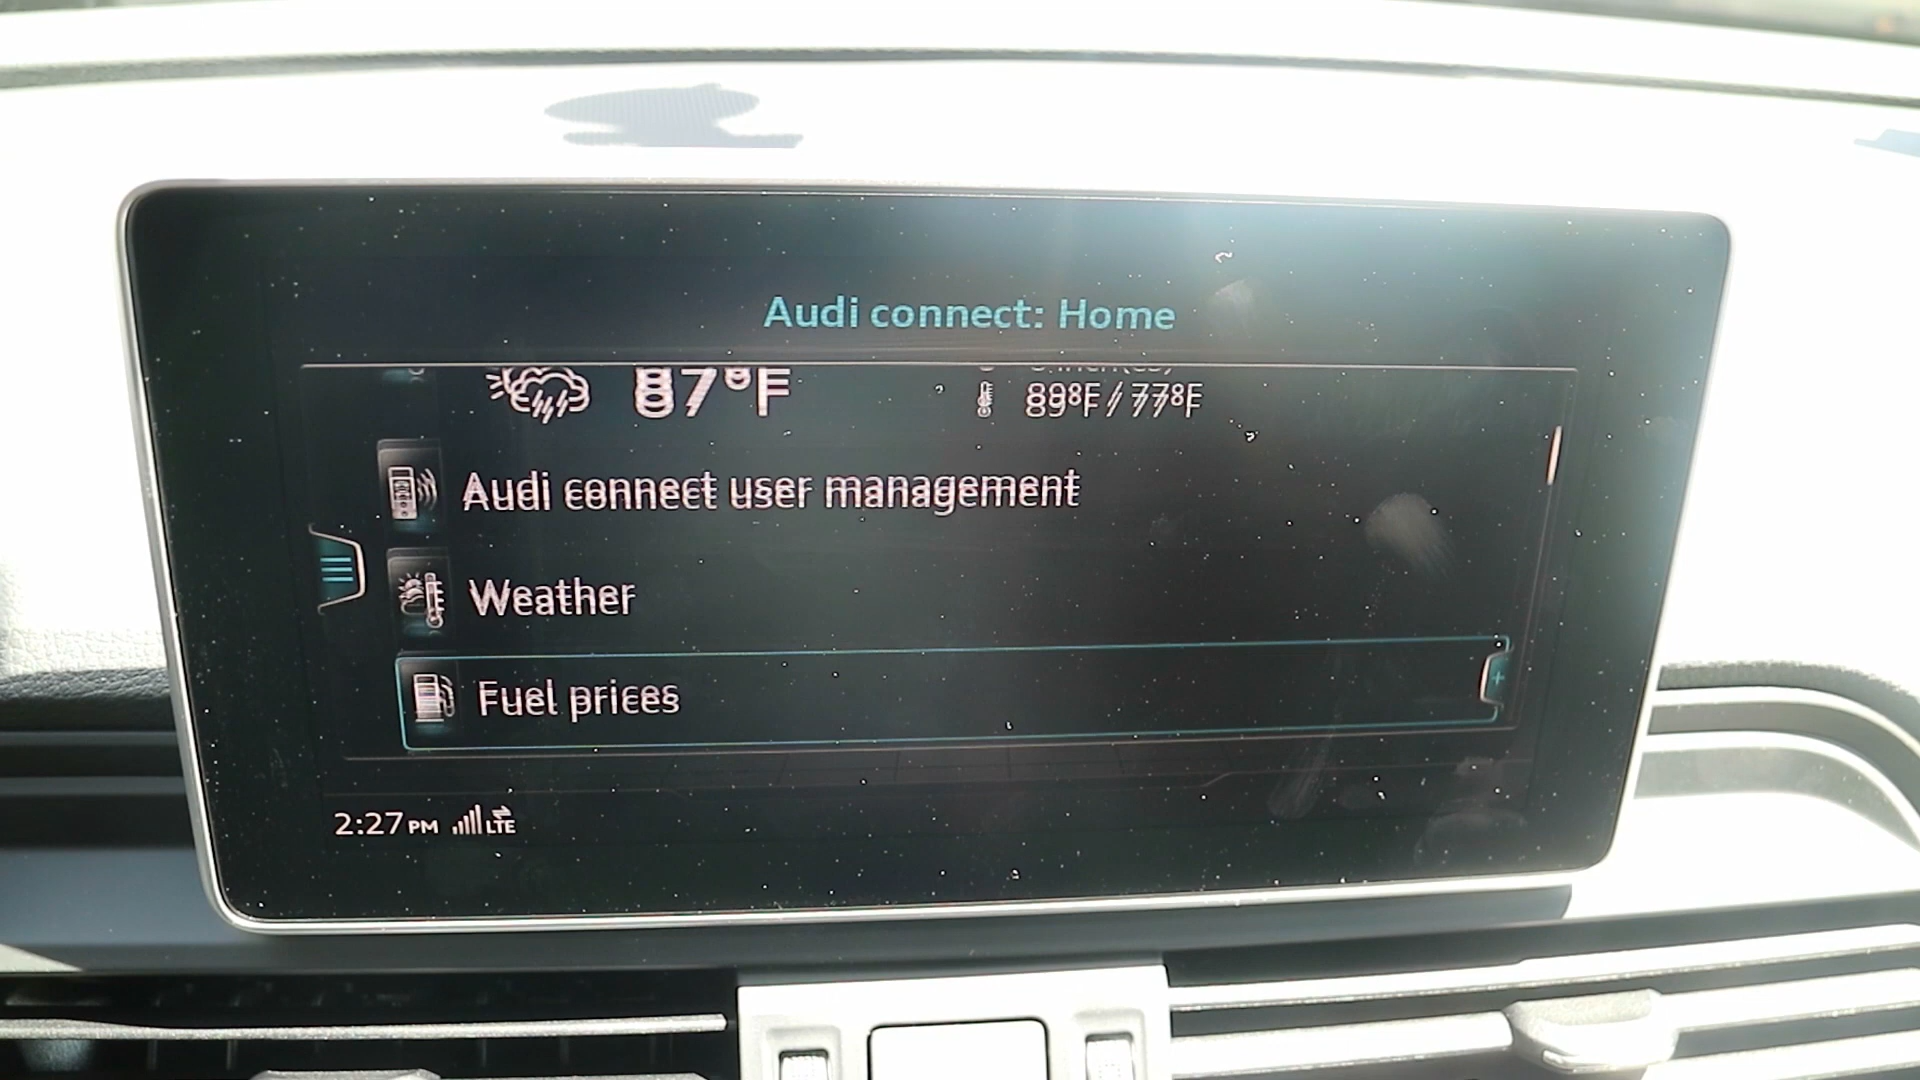 Audi connect: Home
87°F
89°F / 77°F
Audi connect user management
Weather
Fuel prices
2:27 PM LTE